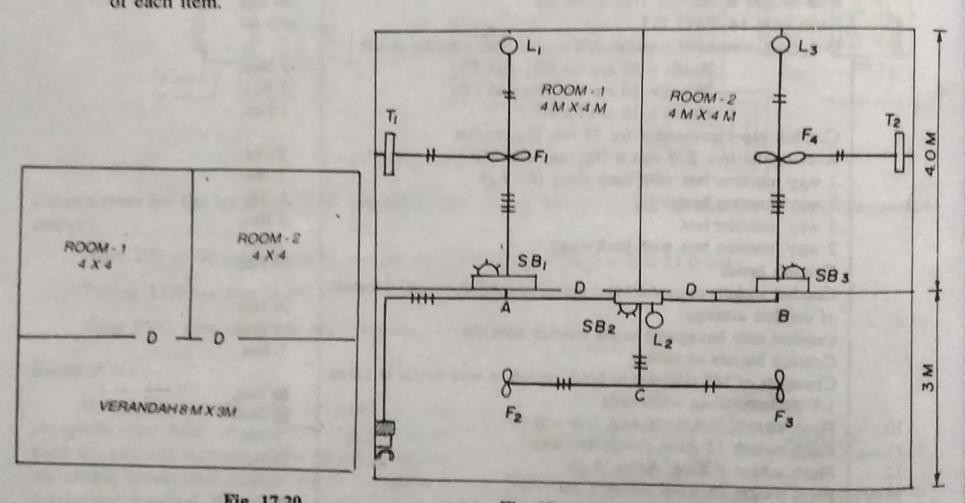 of each item.
ROOM-1
4 X 4
ROOM-2
4 X 4
D
D
VERANDAH 8 M X 3M
Fig. 17.20
L1
L3
ROOM-1
4 M X 4 M
ROOM-2
4 M X 4 M
T1
T2
F1
F4
4.0 M
SB1
SB3
D
D
A
B
SB2
L2
3 M
F2
C
F3